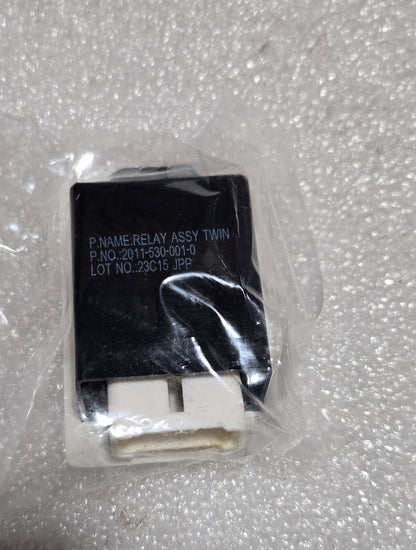 P.NAME:RELAY ASSY TWIN
P.NO.:2011-530-001-0
LOT NO.:23C15 JPP